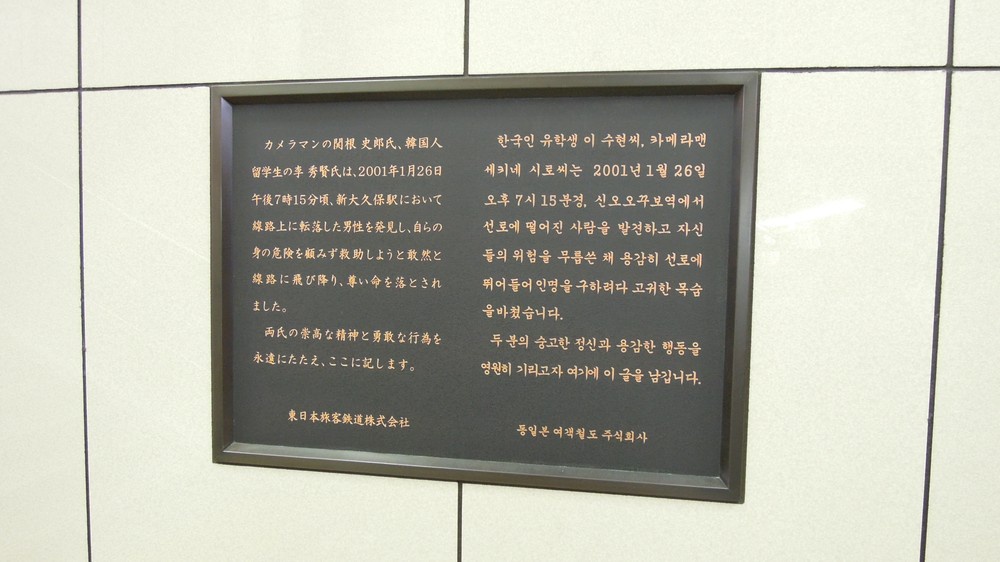 カメラマンの関根 史郎氏、韓国人
留学生の李 秀賢氏は、2001年1月26日
午後7時15分頃、新大久保駅において
線路上に転落した男性を発見し、自らの
身の危険を顧みず救助しようと敢然と
線路に飛び降り、尊い命を落とされ
ました。
両氏の崇高な精神と勇敢な行為を
永遠にたたえ、ここに記します。
東日本旅客鉄道株式会社
한국인 유학생 이 수현씨, 카메라맨
세키네 시로씨는 2001년 1월 26일
오후 7시 15분경, 신오오꾸보역에서
선로에 떨어진 사람을 발견하고 자신
들의 위험을 무릅쓴 채 용감히 선로에
뛰어들어 인명을 구하려다 고귀한 목숨
을 바쳤습니다.
두 분의 숭고한 정신과 용감한 행동을
영원히 기리고자 여기에 이 글을 남깁니다.
동일본 여객철도 주식회사